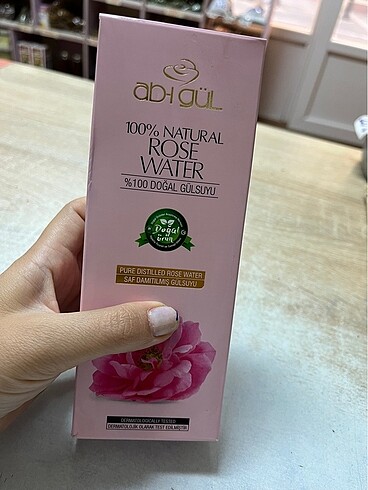 ab-ı gül
100% NATURAL
ROSE
WATER
%100 DOĞAL GÜLSUYU
Doğal
ürün
PURE DISTILLED ROSE WATER
SAF DAMITILMIŞ GÜLSUYU
DERMATOLOGICALLY TESTED
DERMATOLOJİK OLARAK TEST EDİLMİŞTİR